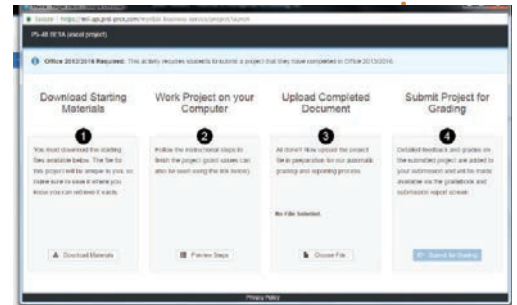 PS-48 BETA (excel project)
Office 2013/2016 Required: This activity requires students to submit a project that they have completed in Office 2013/2016.
Download Starting
Materials
1
You must download the starting
files available below. The file for
this project will be unique to you, so
make sure to save it where you
know you can retrieve it easily.
Download Materials
Work Project on your
Computer
2
Follow the instructional steps to
finish the project
also be seen using the link below)
Preview Steps
Upload Completed
Document
3
All done? Now upload the project
file in preparation for our automatic
grading and reporting process.
No File Selected.
Choose File
Submit Project for
Grading
4
Detailed feedback and grades on
the submitted project are added to
your submission and will be made
available via the gradebook and
submission report screen.
Submit for Grading
Privacy Policy